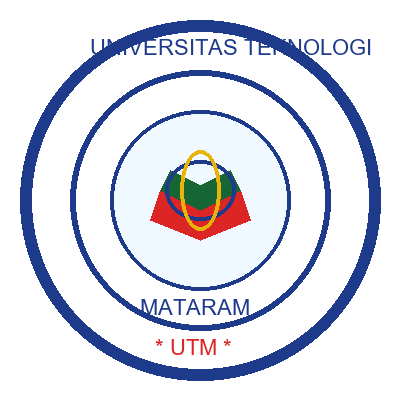 UNIVERSITAS TEKNOLOGI
MATARAM
* UTM *